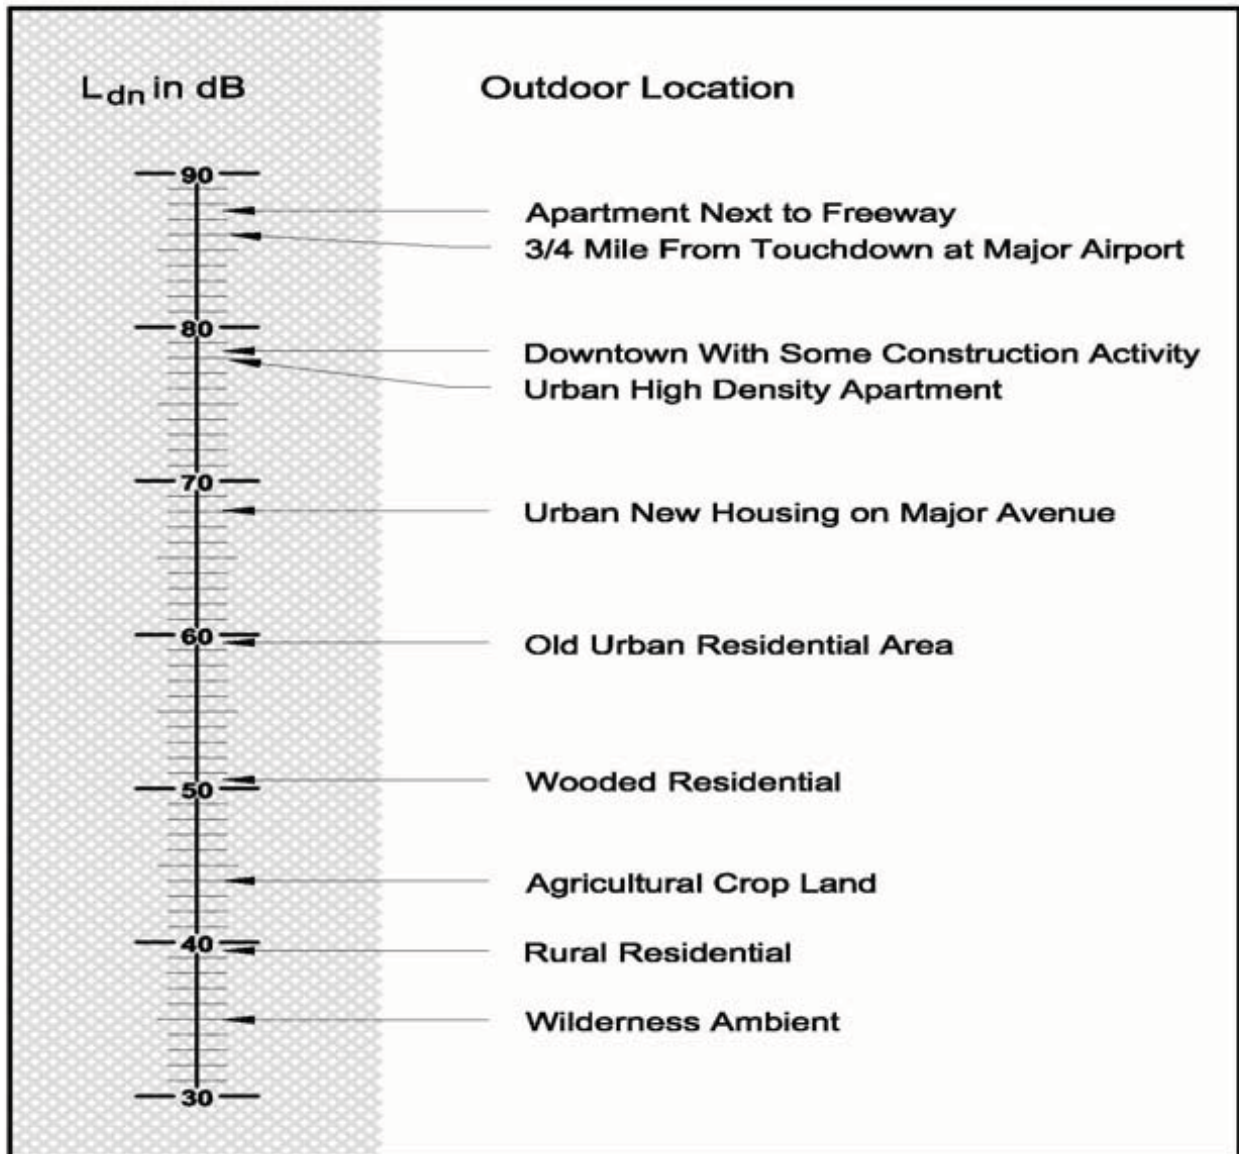 Ldn in dB Outdoor Location
90
Apartment Next to Freeway
3/4 Mile From Touchdown at Major Airport
80
Downtown With Some Construction Activity
Urban High Density Apartment
70
Urban New Housing on Major Avenue
60
Old Urban Residential Area
Wooded Residential
50
Agricultural Crop Land
40
Rural Residential
Wilderness Ambient
30